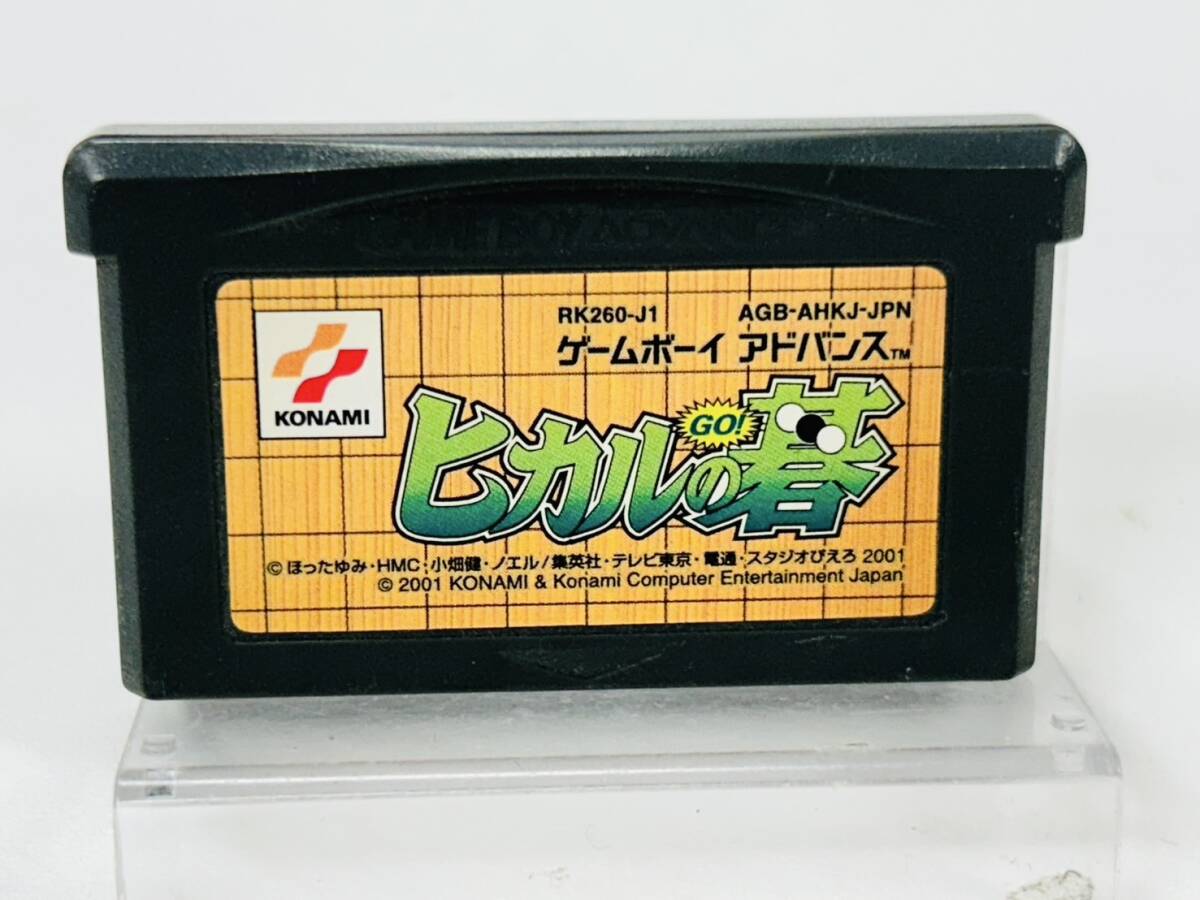 GAME BOY ADVANCE
RK260-J1 AGB-AHKJ-JPN
ゲームボーイ アドバンス™
KONAMI
GO!
ヒカルの碁
© ほったゆみ・HMC・小畑健・ノエル/集英社・テレビ東京・電通・スタジオぴえろ 2001
© 2001 KONAMI & Konami Computer Entertainment Japan